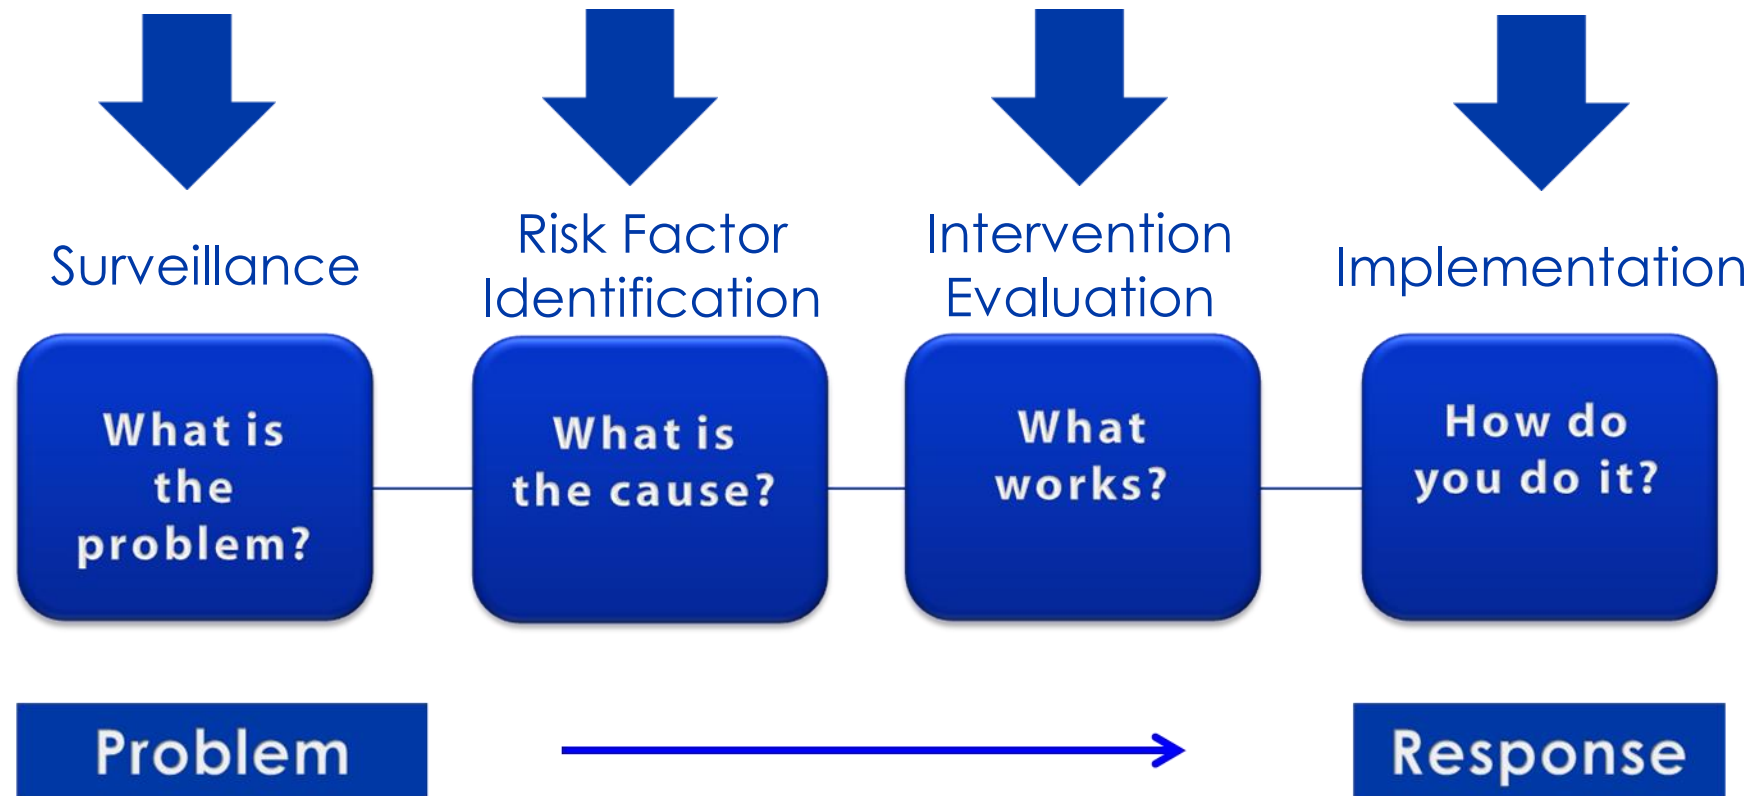 Surveillance
Risk Factor
Identification
Intervention
Evaluation
Implementation
What is
the
problem?
What is
the cause?
What
works?
How do
you do it?
Problem
Response